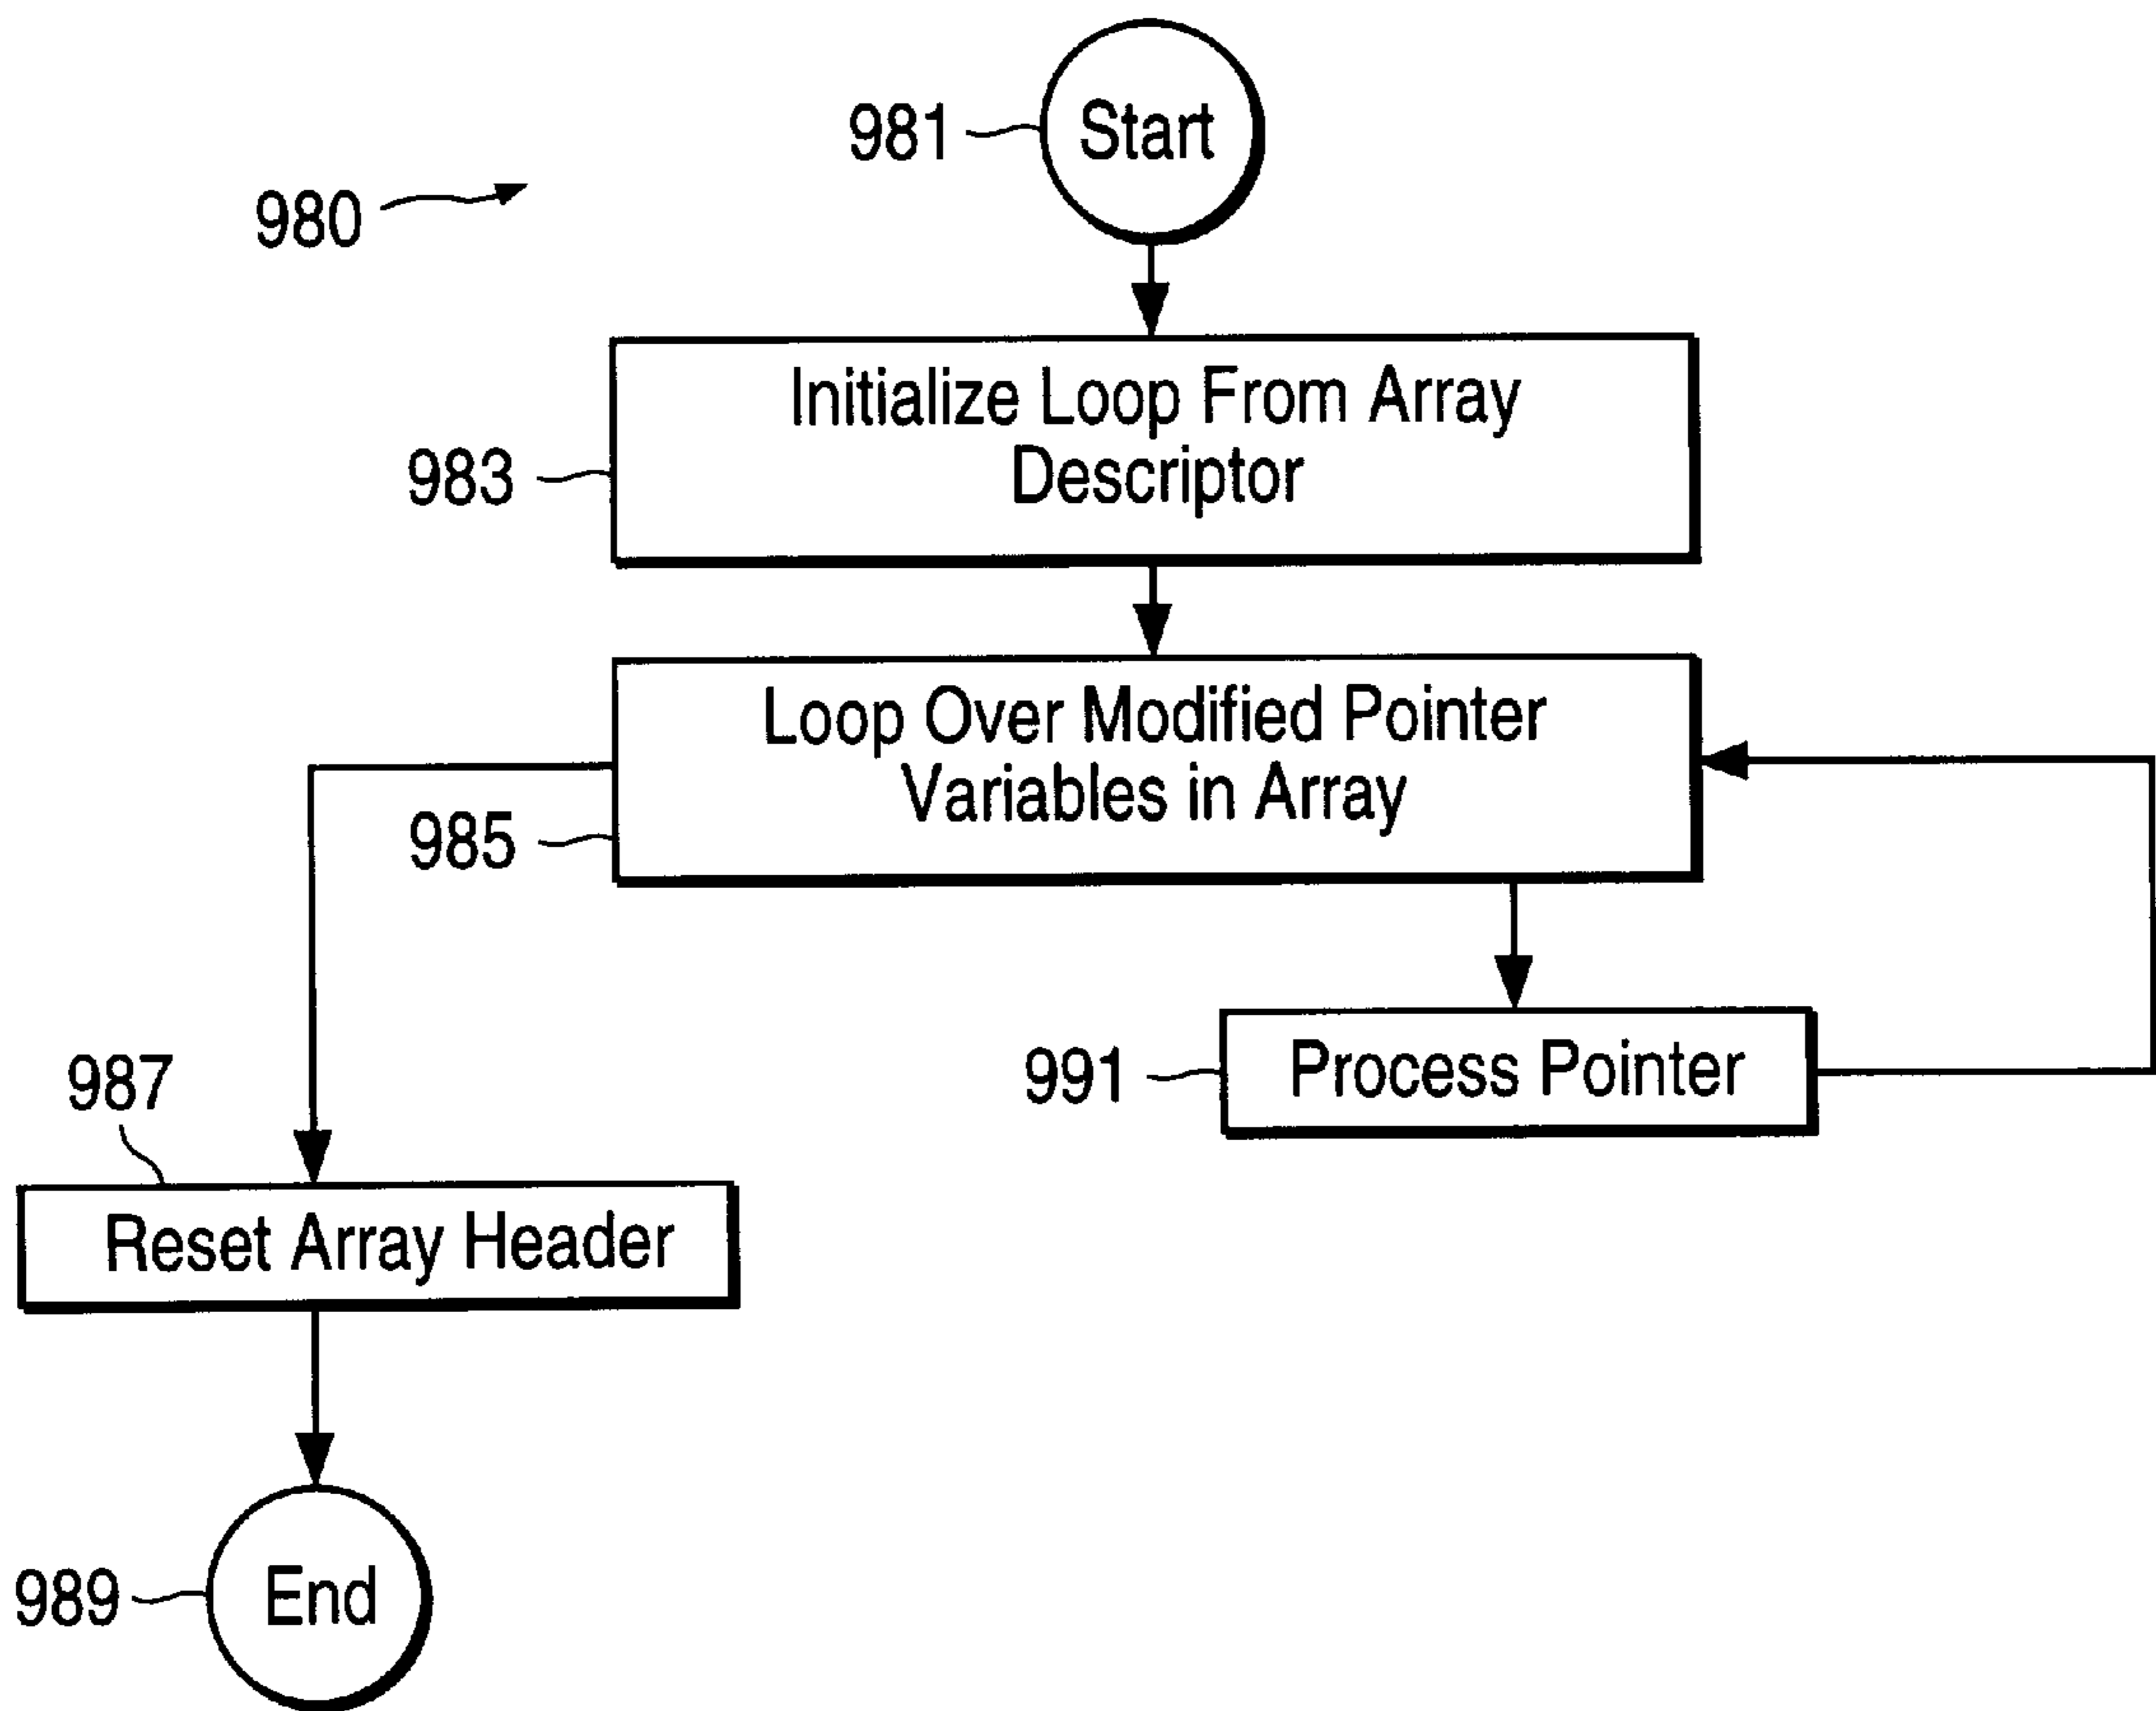 981
Start
980
Initialize Loop From Array
Descriptor
983
Loop Over Modified Pointer
Variables in Array
985
987
991
Process Pointer
Reset Array Header
989
End